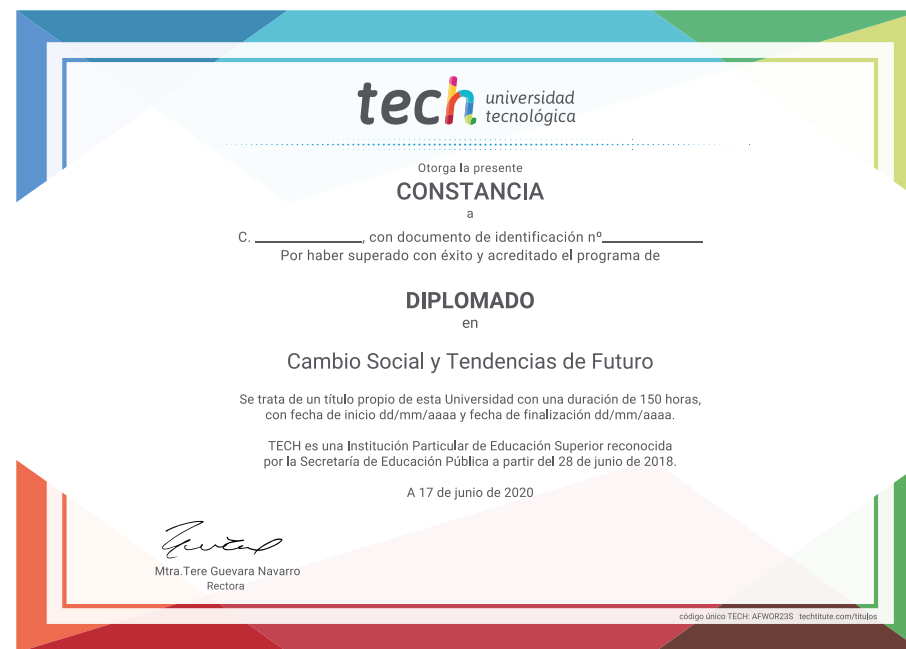 tech universidad
tecnológica
Otorga la presente
CONSTANCIA
a
C. ____________, con documento de identificación nº____________
Por haber superado con éxito y acreditado el programa de
DIPLOMADO
en
Cambio Social y Tendencias de Futuro
Se trata de un título propio de esta Universidad con una duración de 150 horas,
con fecha de inicio dd/mm/aaaa y fecha de finalización dd/mm/aaaa.
TECH es una Institución Particular de Educación Superior reconocida
por la Secretaría de Educación Pública a partir del 28 de junio de 2018.
A 17 de junio de 2020
Mtra.Tere Guevara Navarro
Rectora
código único TECH: AFWOR23S techtitute.com/titulos